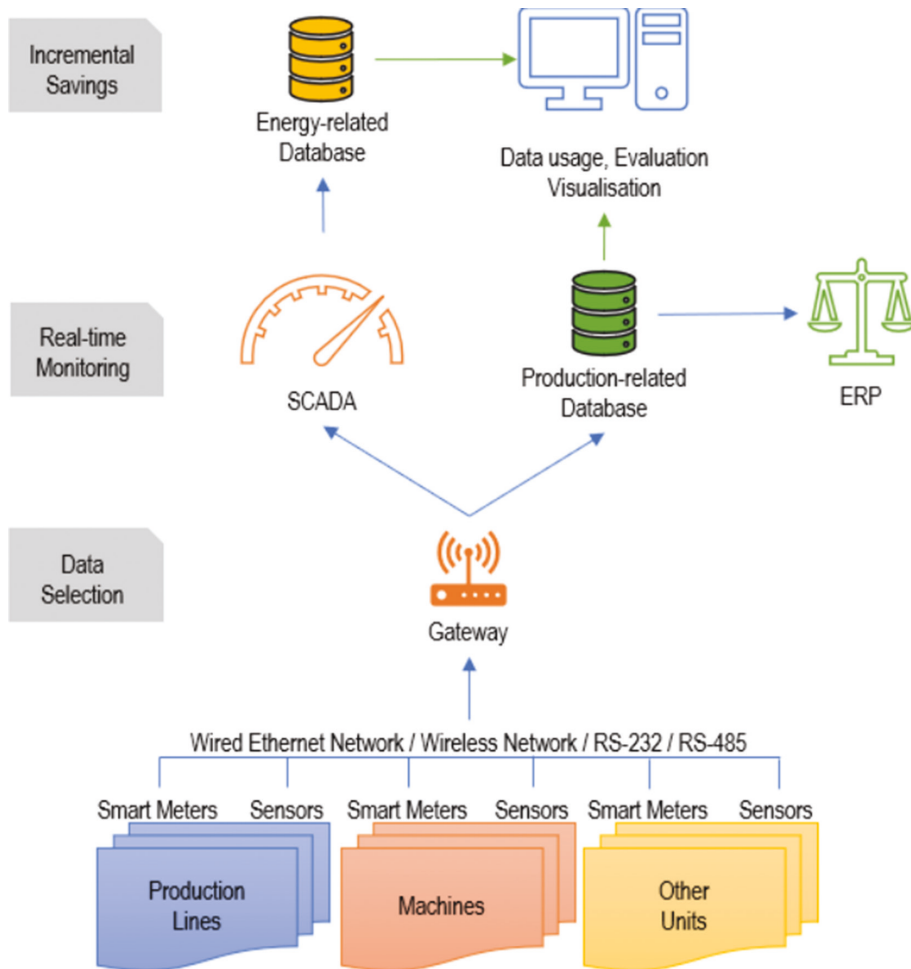 Incremental
Savings
Energy-related
Database
Data usage, Evaluation
Visualisation
Real-time
Monitoring
SCADA
Production-related
Database
ERP
Data
Selection
Gateway
Wired Ethernet Network / Wireless Network / RS-232 / RS-485
Smart Meters Sensors Smart Meters Sensors Smart Meters Sensors
Production
Lines
Machines
Other
Units